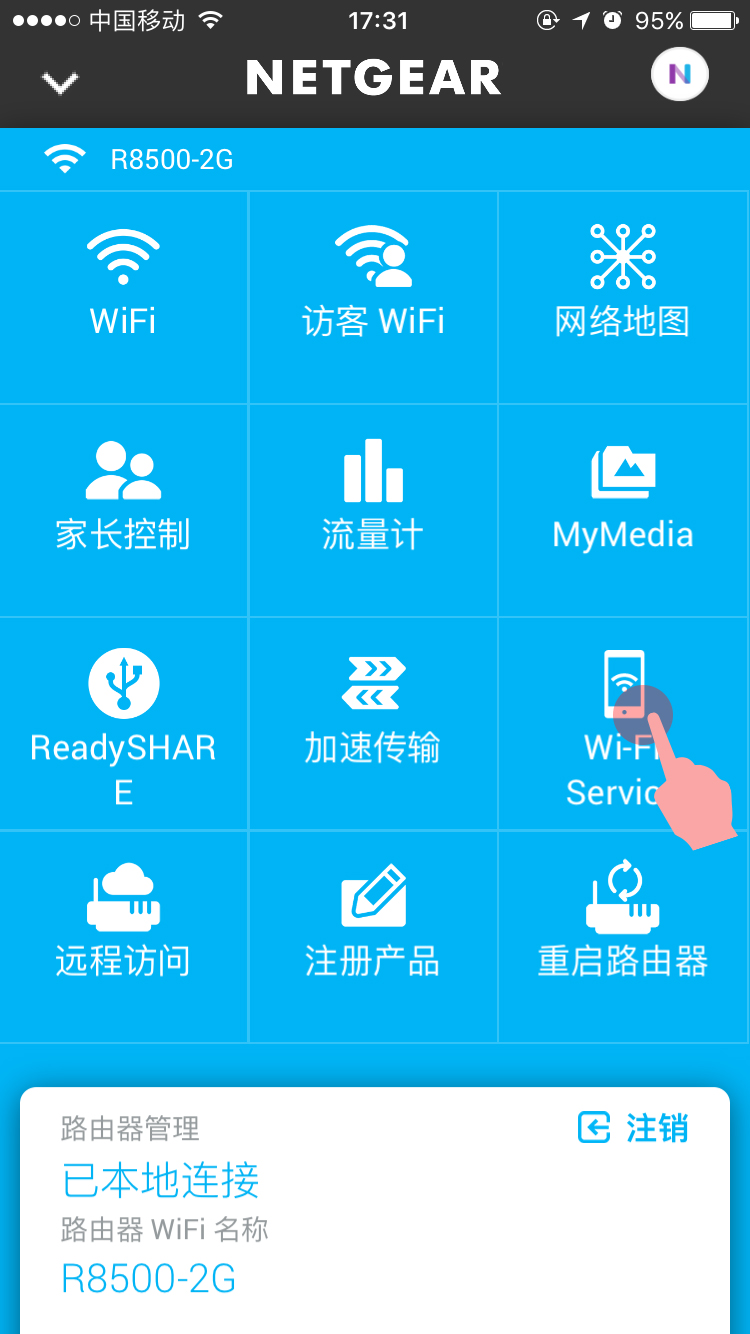 中国移动 17:31 95%
NETGEAR N
R8500-2G
WiFi 访客 WiFi 网络地图
家长控制 流量计 MyMedia
ReadySHAR
E
加速传输
Wi-Fi
远程访问 注册产品 重启路由器
路由器管理 注销
已本地连接
路由器 WiFi 名称
R8500-2G